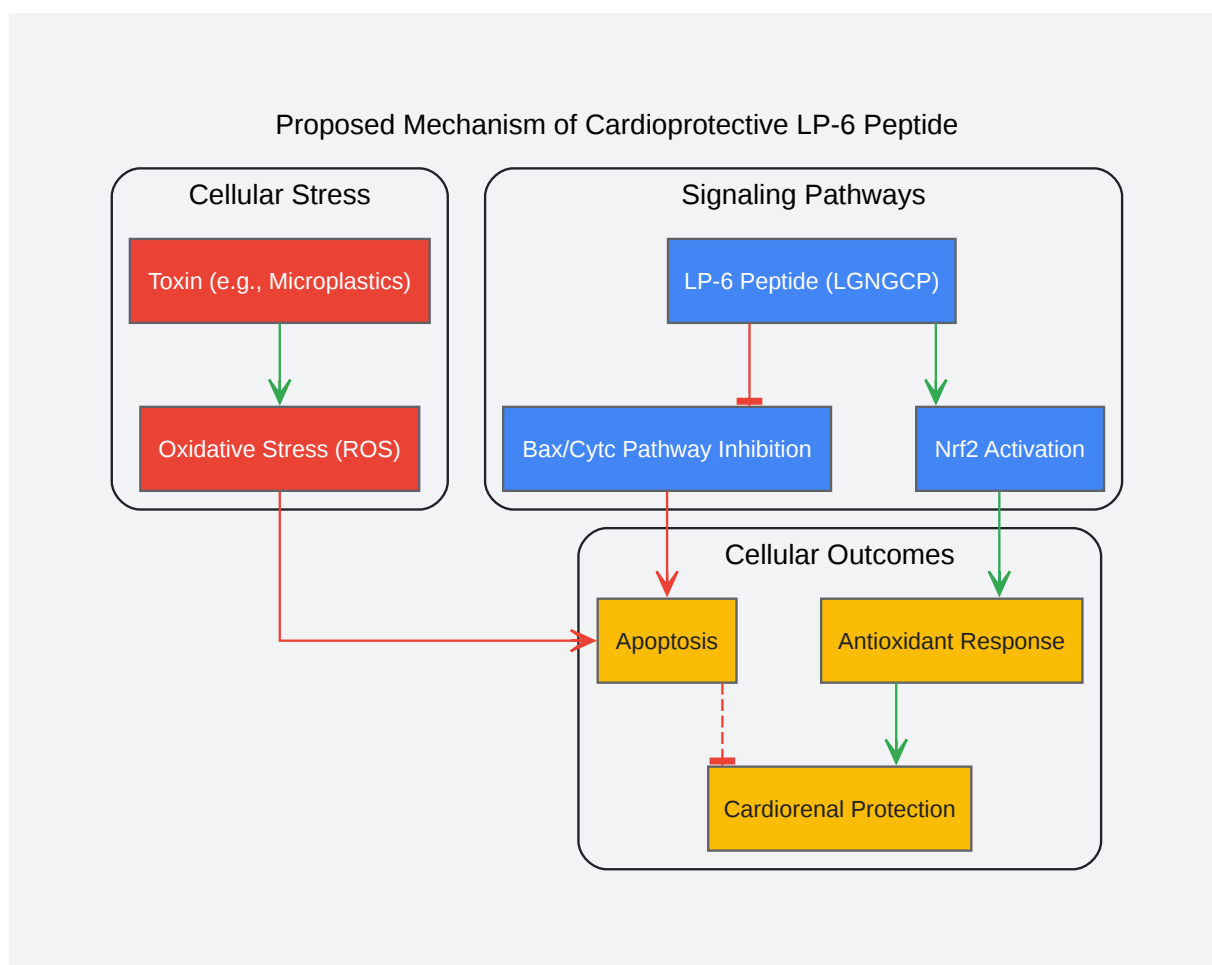 Proposed Mechanism of Cardioprotective LP-6 Peptide
Cellular Stress
Toxin (e.g., Microplastics)
Oxidative Stress (ROS)
Signaling Pathways
LP-6 Peptide (LGNGCP)
Bax/Cytc Pathway Inhibition
Nrf2 Activation
Cellular Outcomes
Apoptosis
Antioxidant Response
Cardiorenal Protection